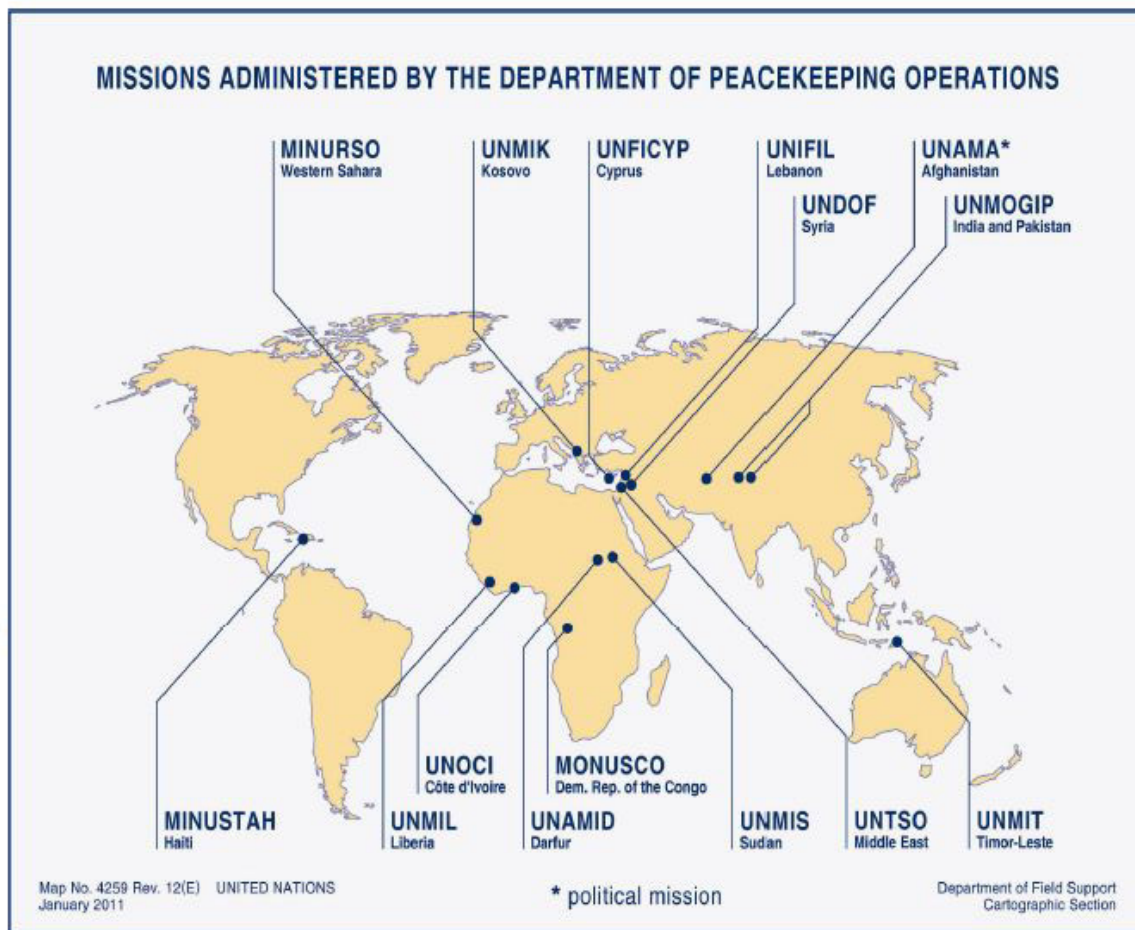 MISSIONS ADMINISTERED BY THE DEPARTMENT OF PEACEKEEPING OPERATIONS
MINURSO
Western Sahara
UNMIK
Kosovo
UNFICYP
Cyprus
UNIFIL
Lebanon
UNAMA*
Afghanistan
UNDOF
Syria
UNMOGIP
India and Pakistan
UNOCI
Côte d'Ivoire
MONUSCO
Dem. Rep. of the Congo
MINUSTAH
Haiti
UNMIL
Liberia
UNAMID
Darfur
UNMIS
Sudan
UNTSO
Middle East
UNMIT
Timor-Leste
Map No. 4259 Rev. 12(E) UNITED NATIONS
January 2011
* political mission
Department of Field Support
Cartographic Section